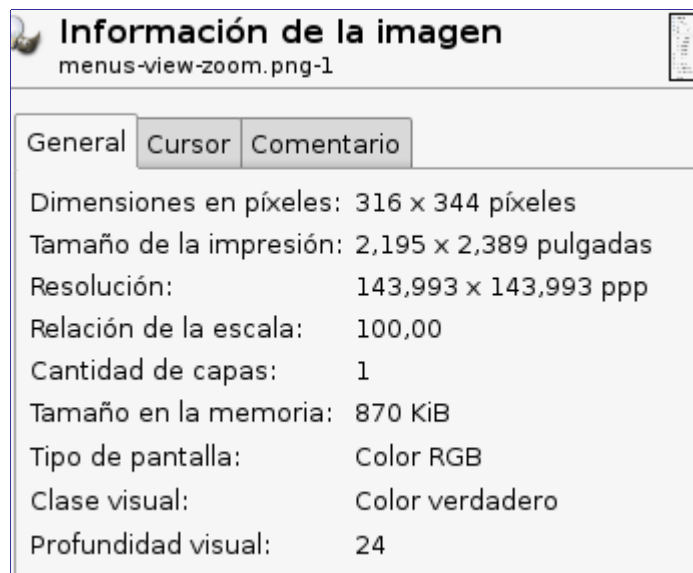 Información de la imagen
menus-view-zoom.png-1
General Cursor Comentario
Dimensiones en píxeles: 316 x 344 píxeles
Tamaño de la impresión: 2,195 x 2,389 pulgadas
Resolución: 143,993 x 143,993 ppp
Relación de la escala: 100,00
Cantidad de capas: 1
Tamaño en la memoria: 870 KiB
Tipo de pantalla: Color RGB
Clase visual: Color verdadero
Profundidad visual: 24